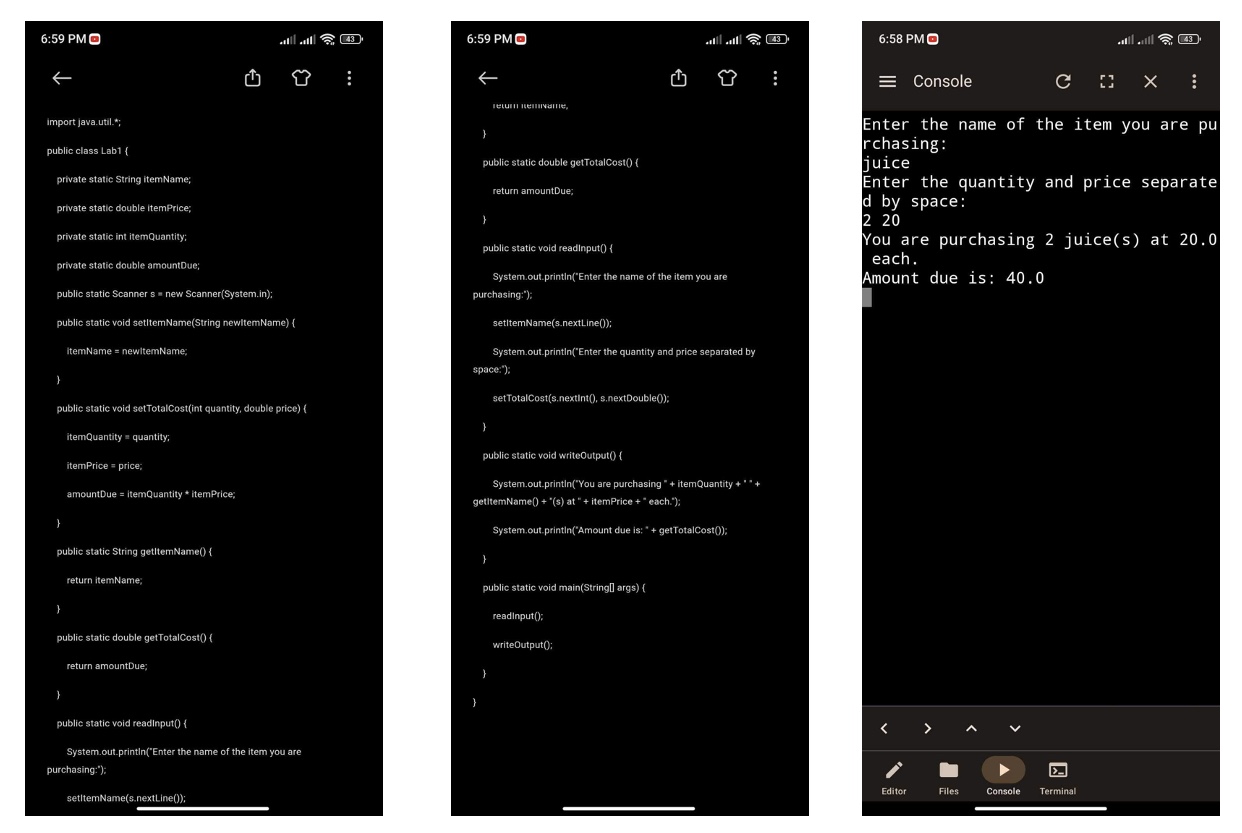 6:59 PM
43
import java.util.*;
public class Lab1 {
private static String itemName;
private static double itemPrice;
private static int itemQuantity;
private static double amountDue;
public static Scanner s = new Scanner(System.in);
public static void setItemName(String newItemName) {
itemName = newItemName;
}
public static void setTotalCost(int quantity, double price) {
itemQuantity = quantity;
itemPrice = price;
amountDue = itemQuantity * itemPrice;
}
public static String getItemName() {
return itemName;
}
public static double getTotalCost() {
return amountDue;
}
public static void readInput() {
System.out.println("Enter the name of the item you are
purchasing:");
setItemName(s.nextLine());
6:59 PM
43
return itemName;
}
public static double getTotalCost() {
return amountDue;
}
public static void readInput() {
System.out.println("Enter the name of the item you are
purchasing:");
setItemName(s.nextLine());
System.out.println("Enter the quantity and price separated by
space:");
setTotalCost(s.nextInt(), s.nextDouble());
}
public static void writeOutput() {
System.out.println("You are purchasing " + itemQuantity + " " +
getItemName() + "(s) at " + itemPrice + " each.");
System.out.println("Amount due is: " + getTotalCost());
}
public static void main(String[] args) {
readInput();
writeOutput();
}
}
6:58 PM
43
Console
Enter the name of the item you are pu
rchasing:
juice
Enter the quantity and price separate
d by space:
2 20
You are purchasing 2 juice(s) at 20.0
each.
Amount due is: 40.0
Editor Files Console Terminal